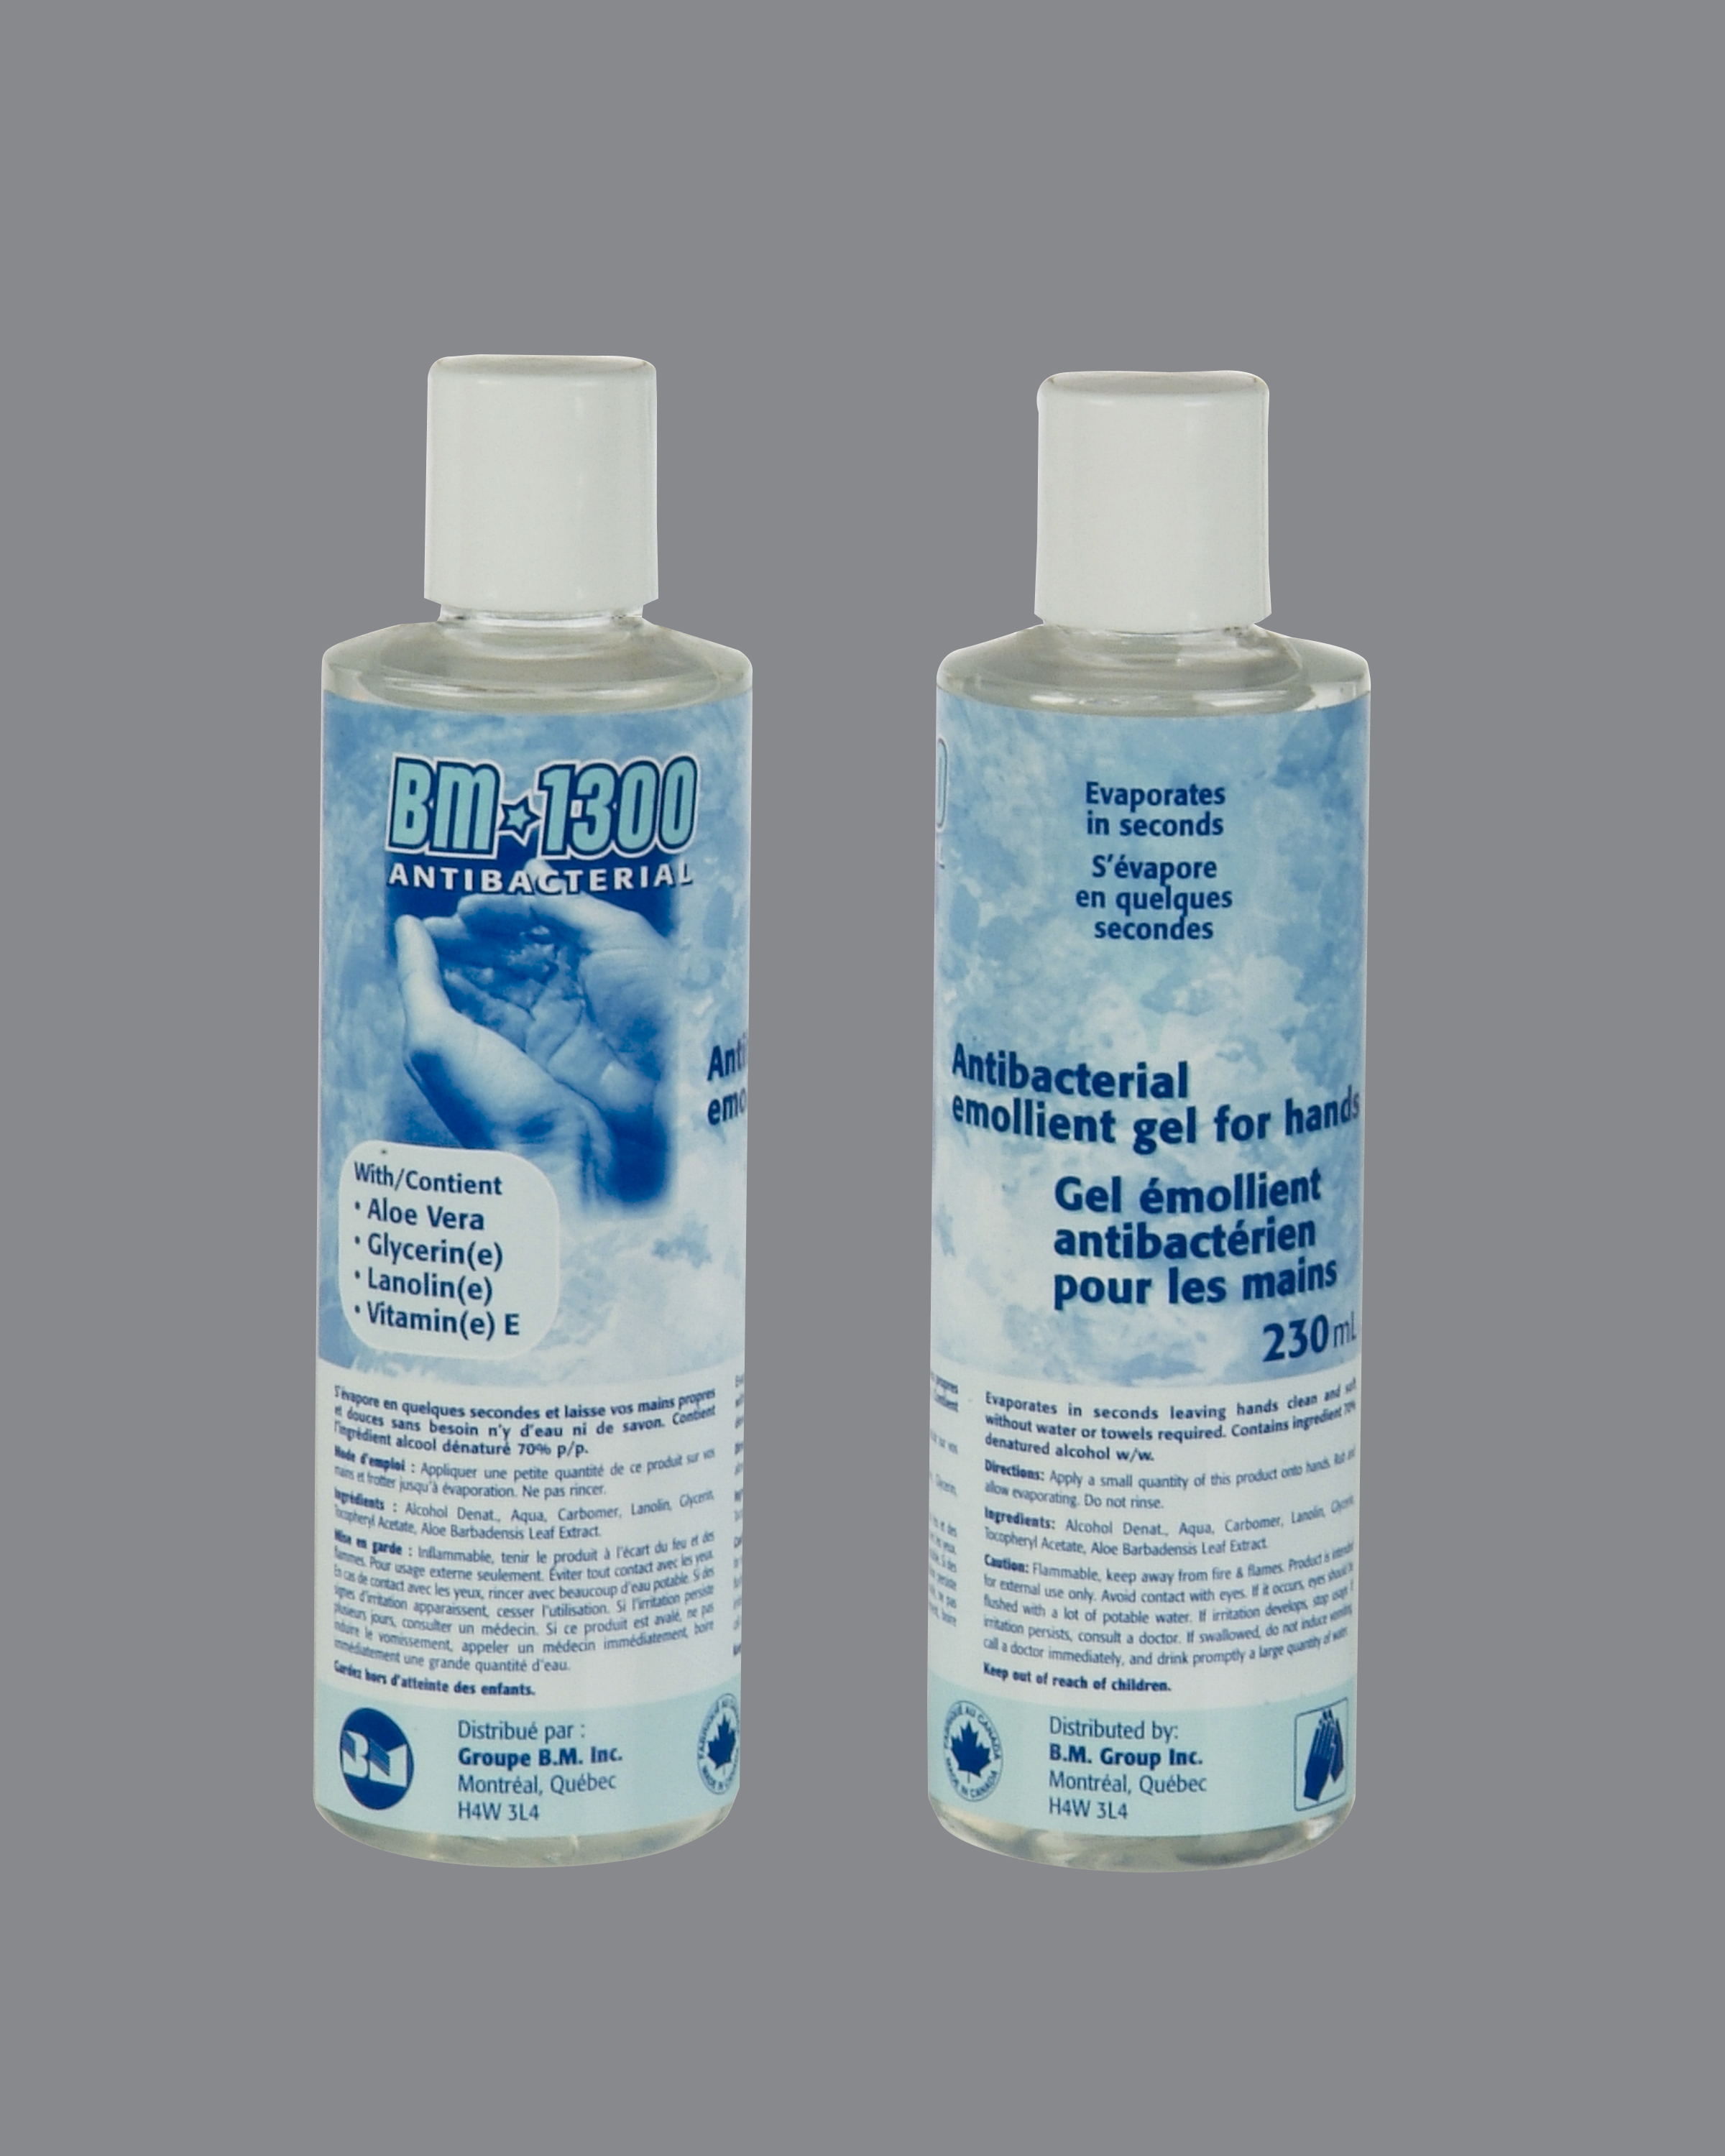 BM★1300
ANTIBACTERIAL
Anti
emo
With/Contient
• Aloe Vera
• Glycerin(e)
• Lanolin(e)
• Vitamin(e) E
S'évapore en quelques secondes et laisse vos mains propres
et douces sans besoin n'y d'eau ni de savon. Contient
l'ingrédient alcool dénaturé 70% p/p.
Mode d'emploi : Appliquer une petite quantité de ce produit sur vos
mains et frotter jusqu'à évaporation. Ne pas rincer.
Ingrédients : Alcohol Denat., Aqua, Carbomer, Lanolin, Glycerin,
Tocopheryl Acetate, Aloe Barbadensis Leaf Extract.
Mise en garde : Inflammable, tenir le produit à l'écart du feu et des
flammes. Pour usage externe seulement. Éviter tout contact avec les yeux.
En cas de contact avec les yeux, rincer avec beaucoup d'eau potable. Si des
signes d'irritation apparaissent, cesser l'utilisation. Si l'irritation persiste
plusieurs jours, consulter un médecin. Si ce produit est avalé, ne pas
induire le vomissement, appeler un médecin immédiatement, boire
immédiatement une grande quantité d'eau.
Gardez hors d'atteinte des enfants.
BM
Distribué par :
Groupe B.M. Inc.
Montréal, Québec
H4W 3L4
Evaporates
in seconds
S'évapore
en quelques
secondes
Antibacterial
emollient gel for hands
Gel émollient
antibactérien
pour les mains
230 mL
Evaporates in seconds leaving hands clean and soft
without water or towels required. Contains ingredient 70%
denatured alcohol w/w.
Directions: Apply a small quantity of this product onto hands. Rub and
allow evaporating. Do not rinse.
Ingredients: Alcohol Denat., Aqua, Carbomer, Lanolin, Glycerin,
Tocopheryl Acetate, Aloe Barbadensis Leaf Extract.
Caution: Flammable, keep away from fire & flames. Product is intended
for external use only. Avoid contact with eyes. If it occurs, eyes should be
flushed with a lot of potable water. If irritation develops, stop usage. If
irritation persists, consult a doctor. If swallowed, do not induce vomiting,
call a doctor immediately, and drink promptly a large quantity of water.
Keep out of reach of children.
FABRIQUÉ AU CANADA
MADE IN CANADA
Distributed by:
B.M. Group Inc.
Montréal, Québec
H4W 3L4